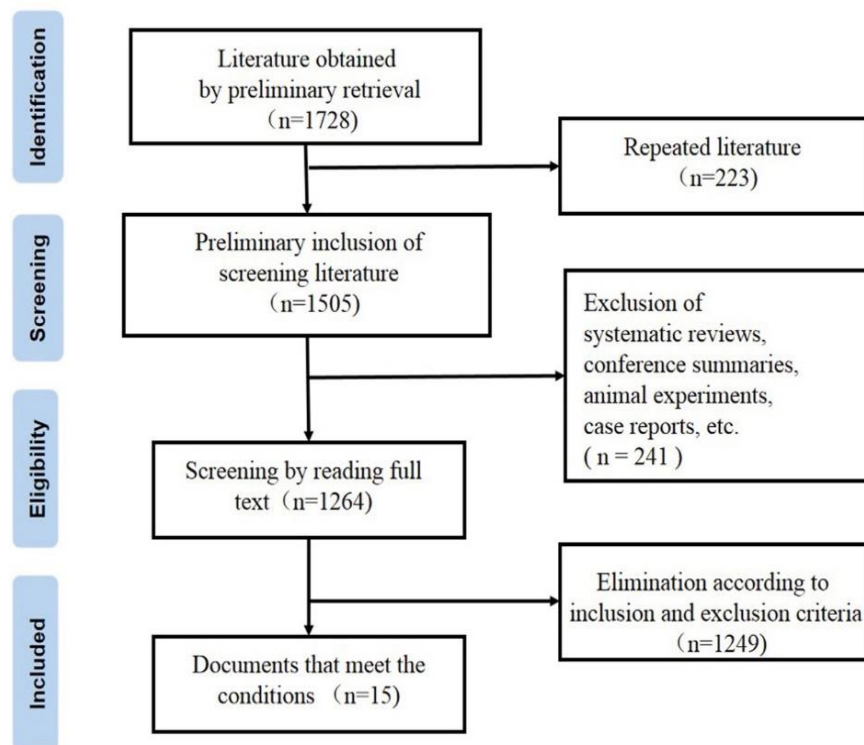 Identification
Literature obtained
by preliminary retrieval
（n=1728)
Repeated literature
（n=223)
Screening
Preliminary inclusion of
screening literature
（n=1505)
Exclusion of
systematic reviews,
conference summaries,
animal experiments,
case reports, etc.
( n = 241 )
Eligibility
Screening by reading full
text（n=1264)
Elimination according to
inclusion and exclusion criteria
（n=1249)
Included
Documents that meet the
conditions （n=15)